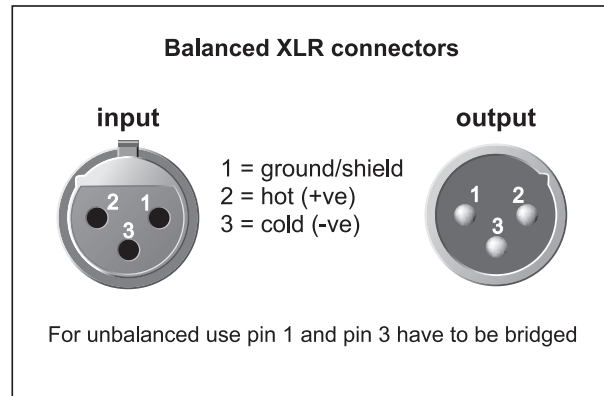 Balanced XLR connectors
input
output
2 1
3
1 = ground/shield
2 = hot (+ve)
3 = cold (-ve)
1 2
3
For unbalanced use pin 1 and pin 3 have to be bridged